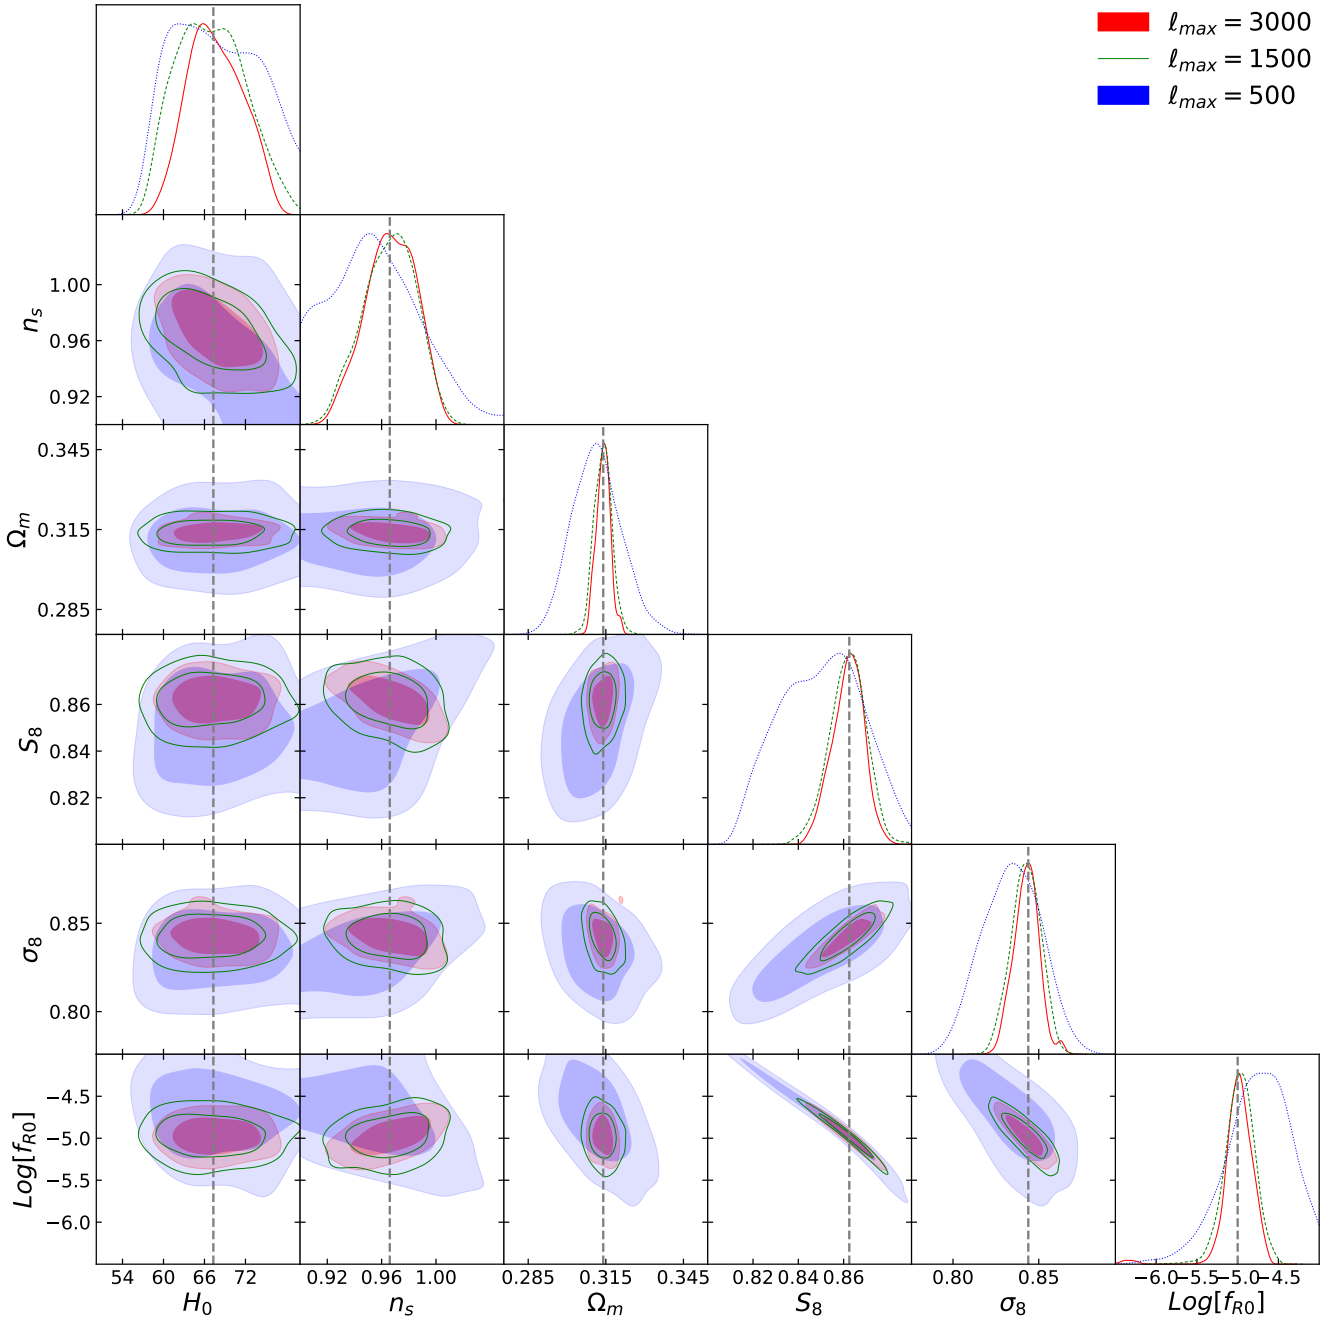 ℓmax = 3000
ℓmax = 1500
ℓmax = 500
1.00
0.96
0.92
ns
0.345
0.315
0.285
Ωm
0.86
0.84
0.82
S8
0.85
0.80
σ8
−4.5
−5.0
−5.5
−6.0
Log[fR0]
54 60 66 72 0.92 0.96 1.00 0.285 0.315 0.345 0.82 0.84 0.86 0.80 0.85 −6.0 −5.5 −5.0 −4.5
H0 ns Ωm S8 σ8 Log[fR0]